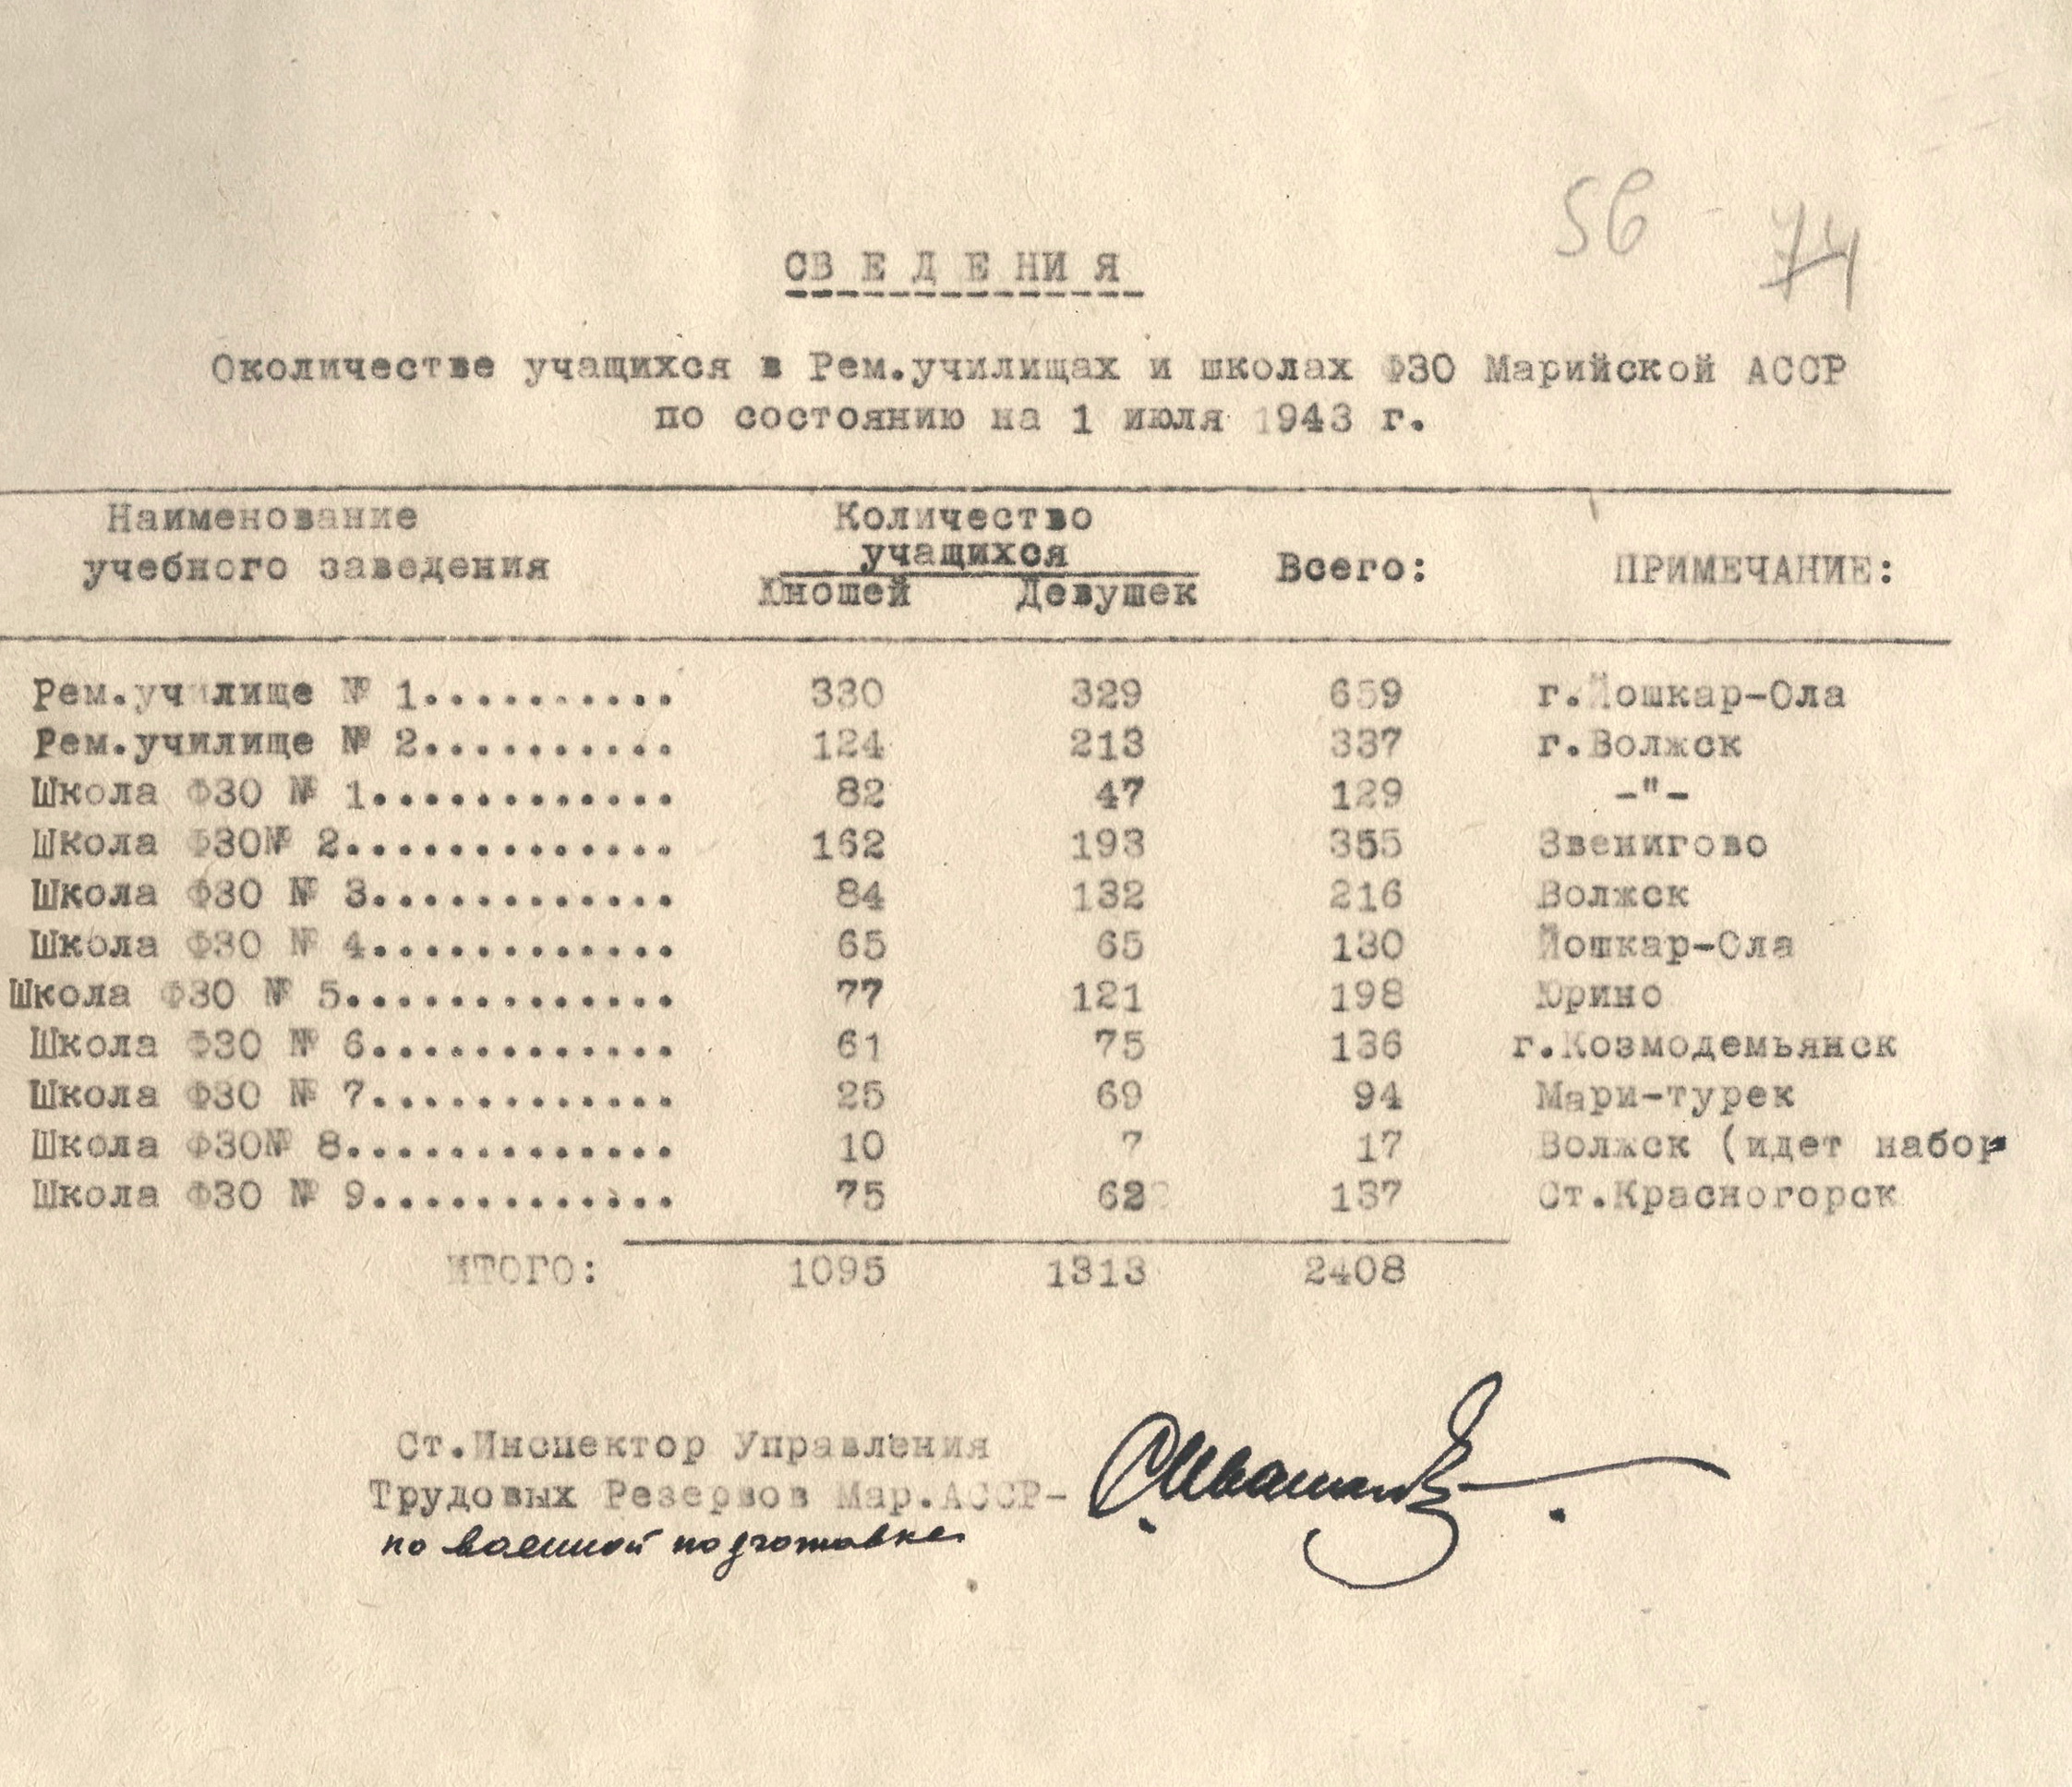 56 - 74
СВ Е Д Е НИ Я
Околичестве учащихся в Рем.училищах и школах ФЗО Марийской АССР
по состоянию на 1 июля 1943 г.
Наименование учебного заведения Количество учащихся Всего: ПРИМЕЧАНИЕ:
Юношей Девушек
Рем.училище № 1.......... 330 329 659 г.Йошкар-Ола
Рем.училище № 2.......... 124 213 337 г.Волжск
Школа ФЗО № 1............ 82 47 129 -"-
Школа ФЗО№ 2............. 162 193 355 Звенигово
Школа ФЗО № 3............ 84 132 216 Волжск
Школа ФЗО № 4............ 65 65 130 Йошкар-Ола
Школа ФЗО № 5............. 77 121 198 Юрино
Школа ФЗО № 6............ 61 75 136 г.Козмодемьянск
Школа ФЗО № 7............ 25 69 94 Мари-турек
Школа ФЗО№ 8............. 10 7 17 Волжск (идет набор
Школа ФЗО № 9............ 75 62 137 Ст.Красногорск
ИТОГО: 1095 1313 2408
Ст.Инспектор Управления
Трудовых Резервов Мар.АССР-
по военной подготовке